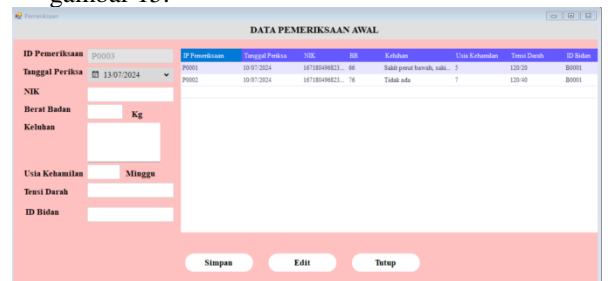 gambar 15.
Pemeriksaan
DATA PEMERIKSAAN AWAL
ID Pemeriksaan P0003
Tanggal Periksa 13/07/2024
NIK
Berat Badan Kg
Keluhan
Usia Kehamilan Minggu
Tensi Darah
ID Bidan
IP Pemeriksaan Tanggal Periksa NIK BB Keluhan Usia Kehamilan Tensi Darah ID Bidan
P0001 10/07/2024 167180496823... 66 Sakit perut bawah, saki... 5 120/20 B0001
P0002 10/07/2024 167180496823... 76 Tidak ada 7 120/40 B0001
Simpan Edit Tutup